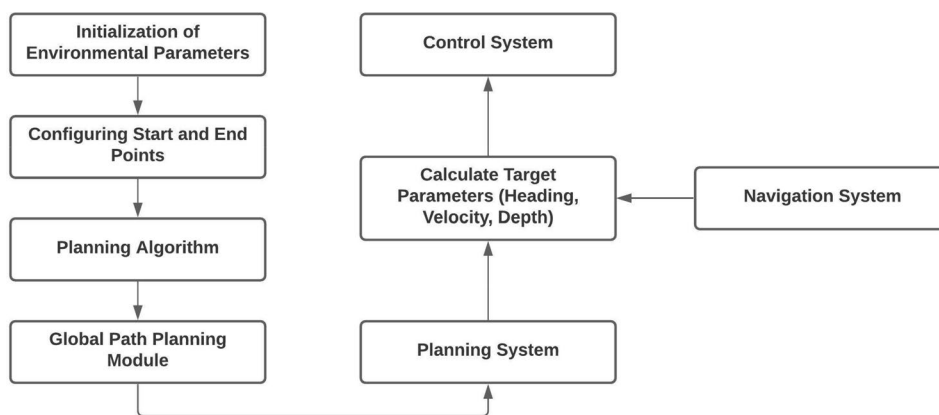 Initialization of
Environmental Parameters
Configuring Start and End
Points
Planning Algorithm
Global Path Planning
Module
Control System
Calculate Target
Parameters (Heading,
Velocity, Depth)
Planning System
Navigation System